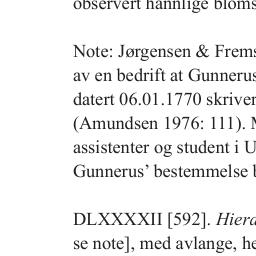 observert hannlige bloms
Note: Jørgensen & Frems
av en bedrift at Gunnerus
datert 06.01.1770 skriver
(Amundsen 1976: 111).
assistenter og student i U
Gunnerus’ bestemmelse b
DLXXXXII [592]. Hiera
se note], med avlange, he